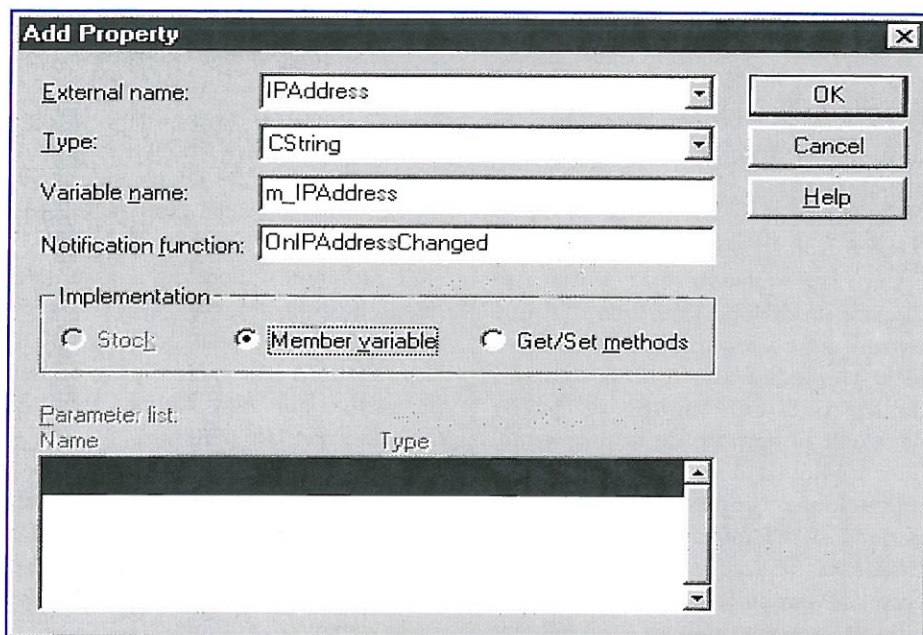 Add Property
External name: IPAddress OK
Type: CString Cancel
Variable name: m_IPAddress Help
Notification function: OnIPAddressChanged
Implementation
Stock Member variable Get/Set methods
Parameter list:
Name Type